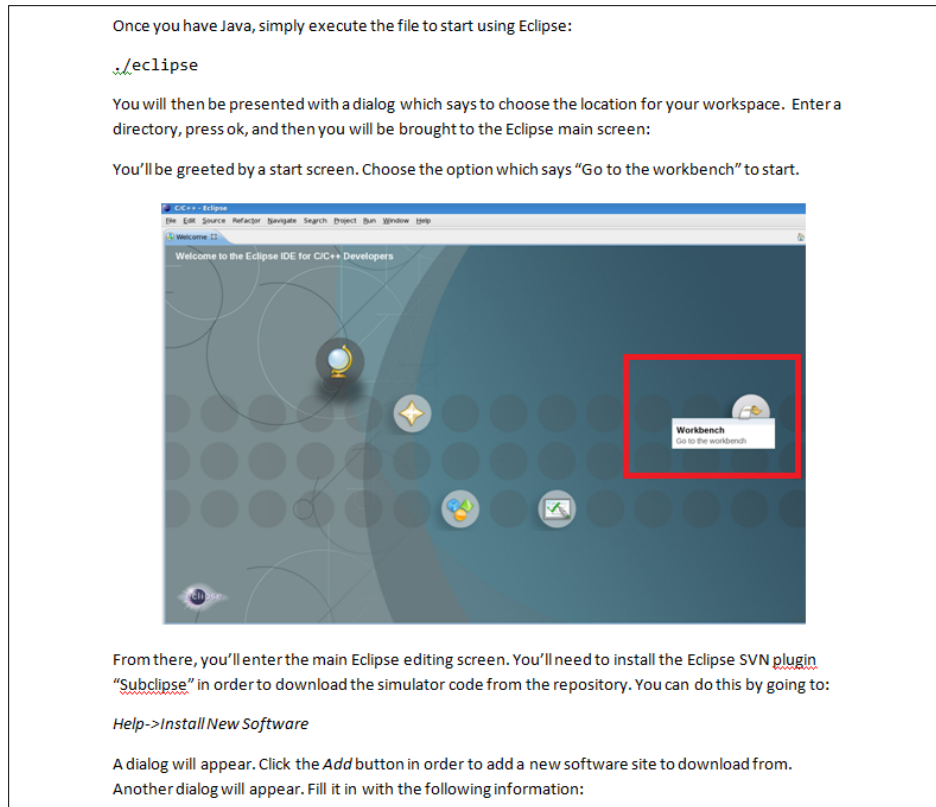 Once you have Java, simply execute the file to start using Eclipse:
./eclipse
You will then be presented with a dialog which says to choose the location for your workspace.  Enter a
directory, press ok, and then you will be brought to the Eclipse main screen:
You'll be greeted by a start screen. Choose the option which says “Go to the workbench” to start.
C/C++ - Eclipse
File Edit Source Refactor Navigate Search Project Run Window Help
Welcome
Welcome to the Eclipse IDE for C/C++ Developers
Workbench
Go to the workbench
eclipse
From there, you'll enter the main Eclipse editing screen. You'll need to install the Eclipse SVN plugin
“Subclipse” in order to download the simulator code from the repository. You can do this by going to:
Help->Install New Software
A dialog will appear. Click the Add button in order to add a new software site to download from.
Another dialog will appear. Fill it in with the following information: